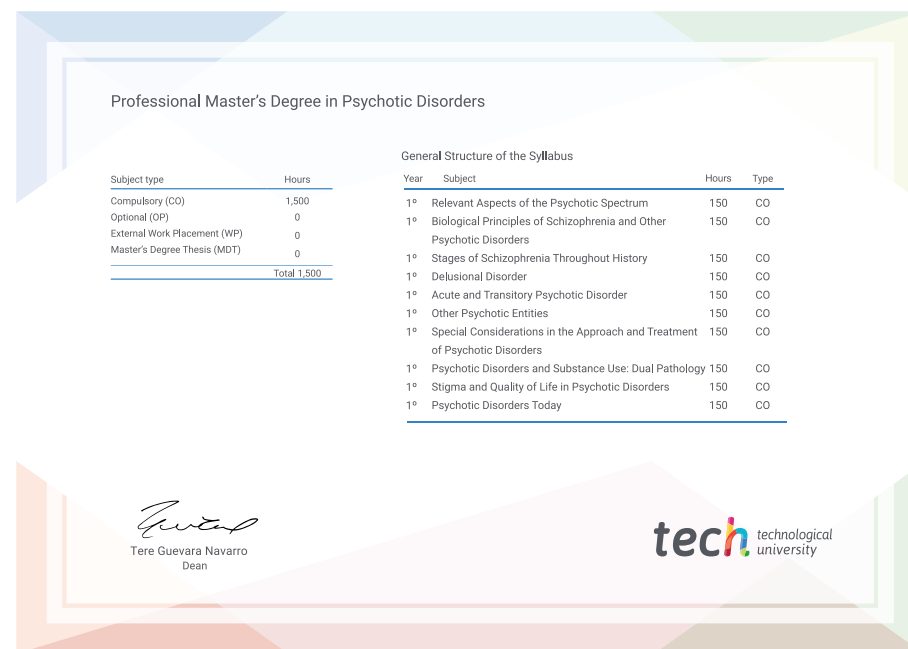 Professional Master's Degree in Psychotic Disorders
General Structure of the Syllabus
Subject type Hours
Compulsory (CO) 1,500
Optional (OP) 0
External Work Placement (WP) 0
Master's Degree Thesis (MDT) 0
Total 1,500
Year Subject Hours Type
1º Relevant Aspects of the Psychotic Spectrum 150 CO
1º Biological Principles of Schizophrenia and Other 150 CO
Psychotic Disorders
1º Stages of Schizophrenia Throughout History 150 CO
1º Delusional Disorder 150 CO
1º Acute and Transitory Psychotic Disorder 150 CO
1º Other Psychotic Entities 150 CO
1º Special Considerations in the Approach and Treatment 150 CO
of Psychotic Disorders
1º Psychotic Disorders and Substance Use: Dual Pathology 150 CO
1º Stigma and Quality of Life in Psychotic Disorders 150 CO
1º Psychotic Disorders Today 150 CO
Tere Guevara Navarro
Dean
tech technological
university